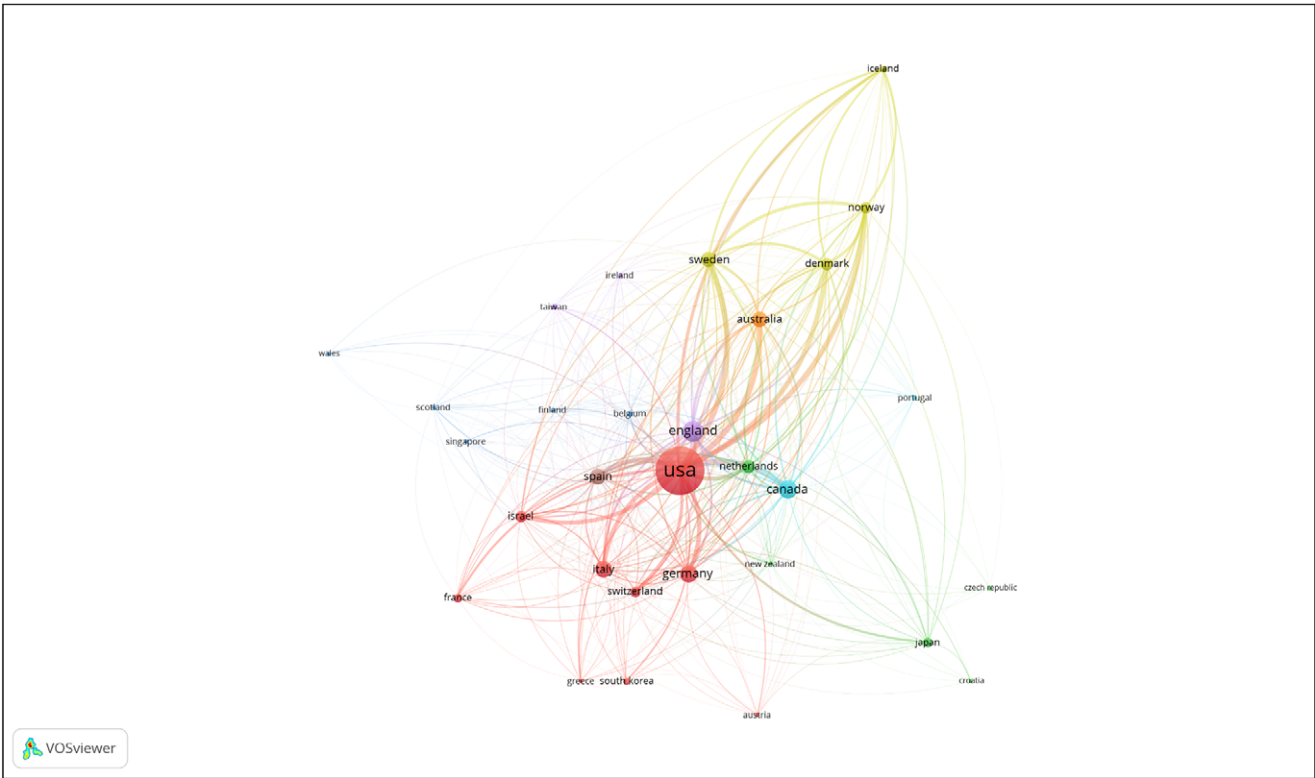 iceland
norway
sweden
denmark
ireland
taiwan
australia
wales
portugal
scotland
finland
belgium
england
singapore
netherlands
usa
spain
canada
israel
new zealand
italy
germany
czech republic
switzerland
france
japan
greece
south korea
croatia
austria
VOSviewer